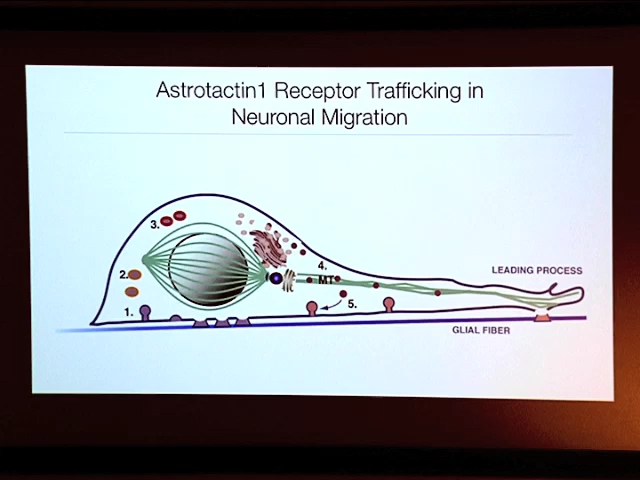 Astrotactin1 Receptor Trafficking in
Neuronal Migration
3.
2.
1.
4.
MT
5.
LEADING PROCESS
GLIAL FIBER